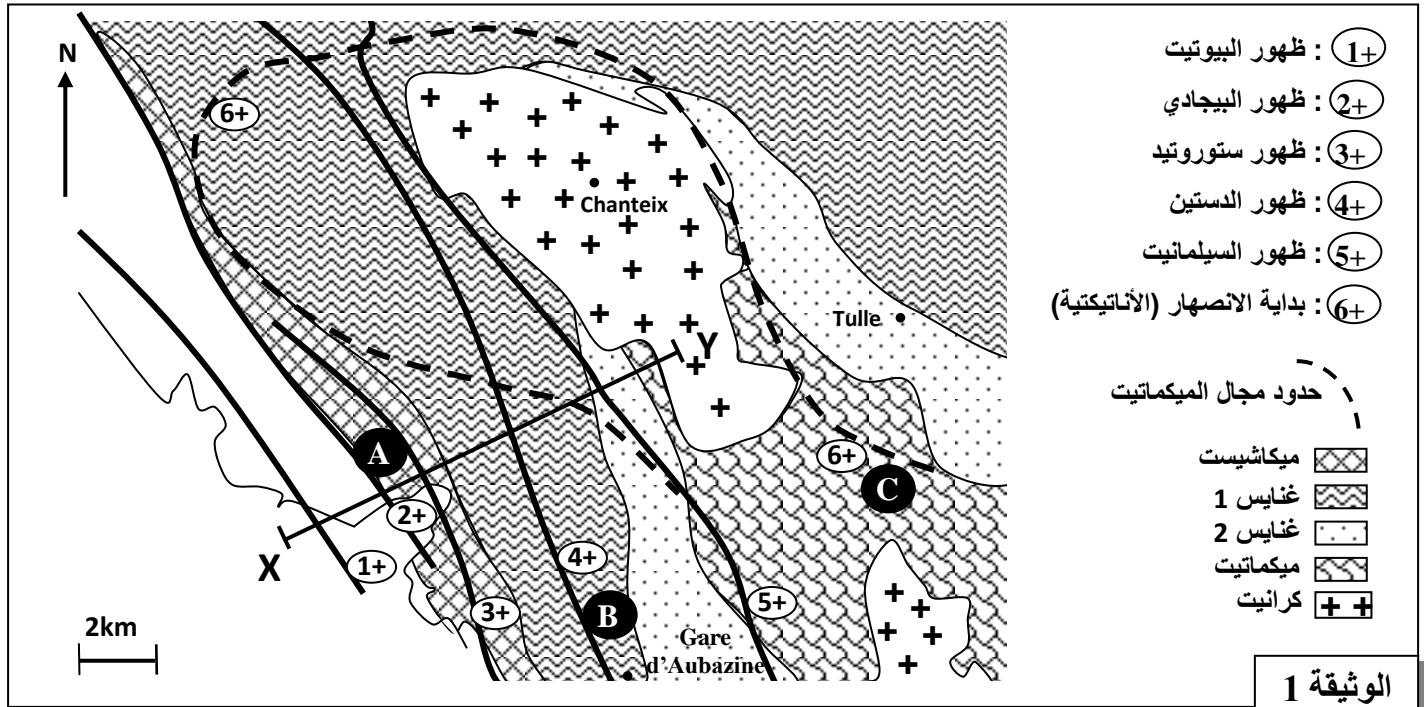 N
6+
Chanteix
Tulle
Y
A
6+
C
2+
X
1+
4+
3+
B
5+
2km
Gare
d'Aubazine
1+ : ظهور البيوتيت
2+ : ظهور البيجادي
3+ : ظهور ستوروتيد
4+ : ظهور الدستين
5+ : ظهور السيلمانيت
6+ : بداية الانصهار (الأناتيكتية)
حدود مجال الميكماتيت
ميكاشيست
غنايس 1
غنايس 2
ميكماتيت
كرانيت
الوثيقة 1